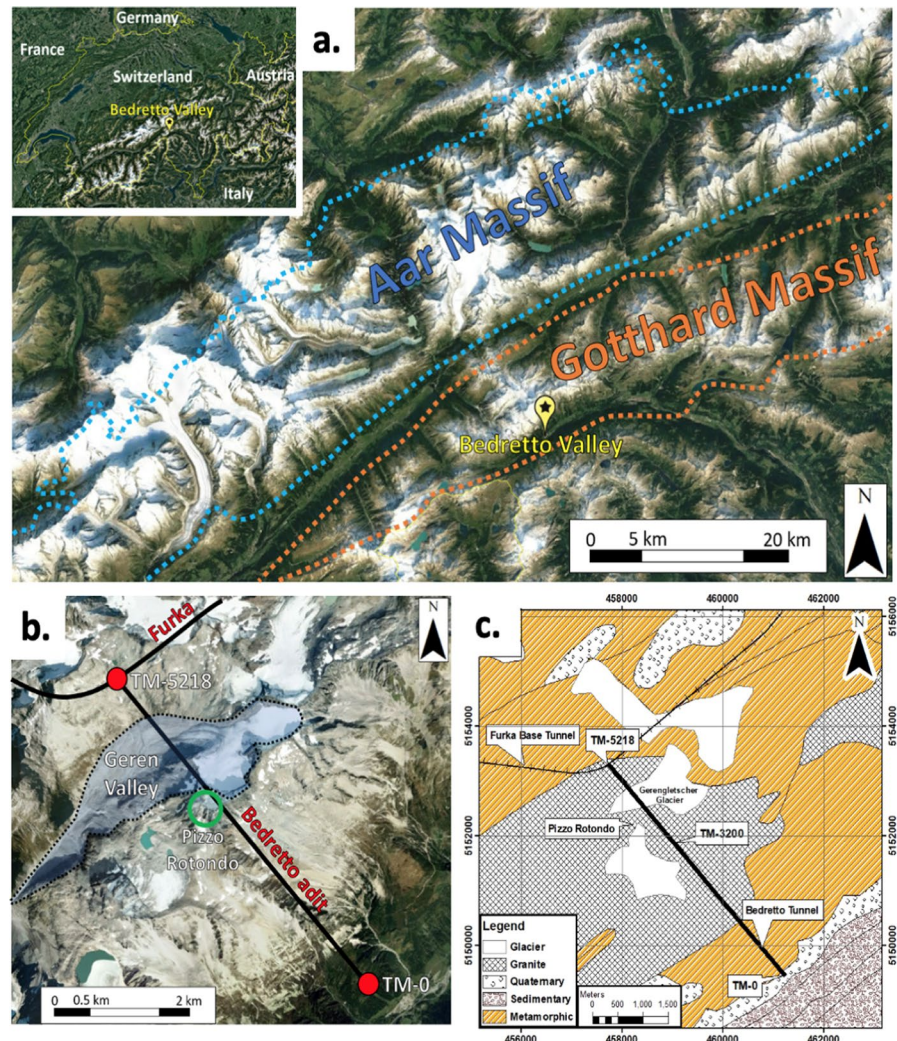 Germany
France
Switzerland
Austria
Bedretto Valley
Italy
a.
Aar Massif
Gotthard Massif
Bedretto Valley
N
0 5 km 20 km
b.
Furka
N
TM-5218
Geren
Valley
Pizzo
Rotondo
Bedretto adit
TM-0
0 0.5 km 2 km
c.
458000 460000 462000
N
5156000
5154000
5152000
5150000
Furka Base Tunnel
TM-5218
Gerengletscher
Glacier
Pizzo Rotondo
TM-3200
Bedretto Tunnel
TM-0
Legend
Glacier
Granite
Quaternary
Sedimentary
Metamorphic
Meters
0 500 1,000 1,500
456000 458000 460000 462000